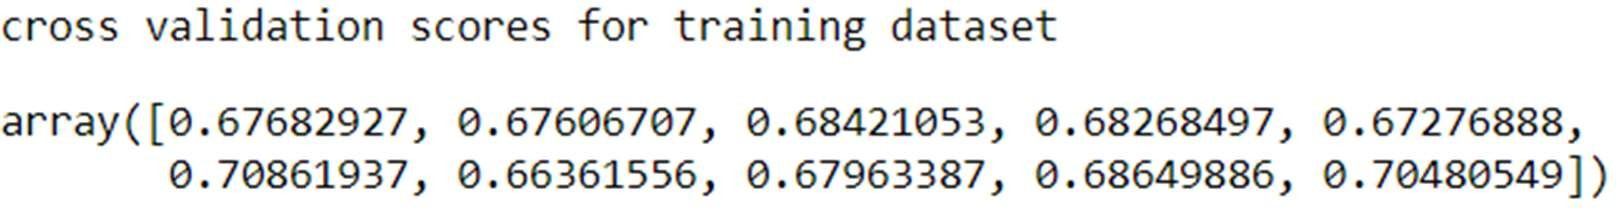 cross validation scores for training dataset
array([0.67682927, 0.67606707, 0.68421053, 0.68268497, 0.67276888,
0.70861937, 0.66361556, 0.67963387, 0.68649886, 0.70480549])